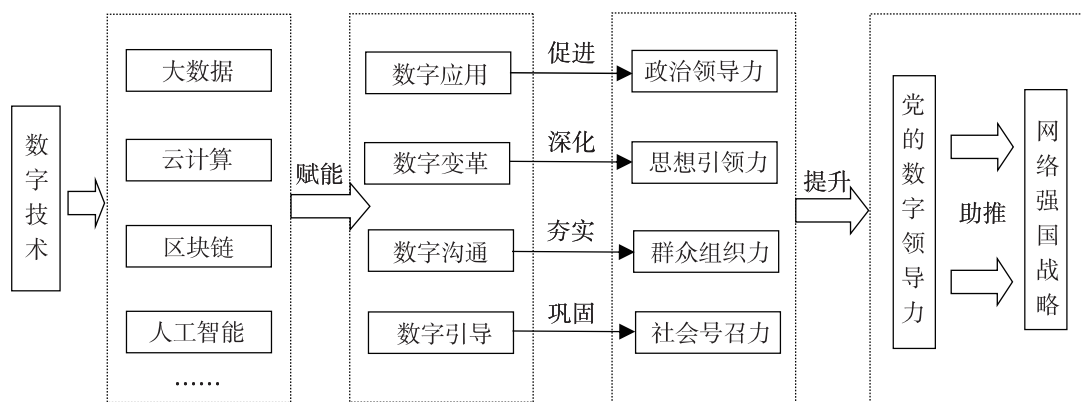 数字技术
大数据
云计算
区块链
人工智能
……
赋能
数字应用
数字变革
数字沟通
数字引导
促进
深化
夯实
巩固
政治领导力
思想引领力
群众组织力
社会号召力
提升
党的数字领导力
助推
网络强国战略